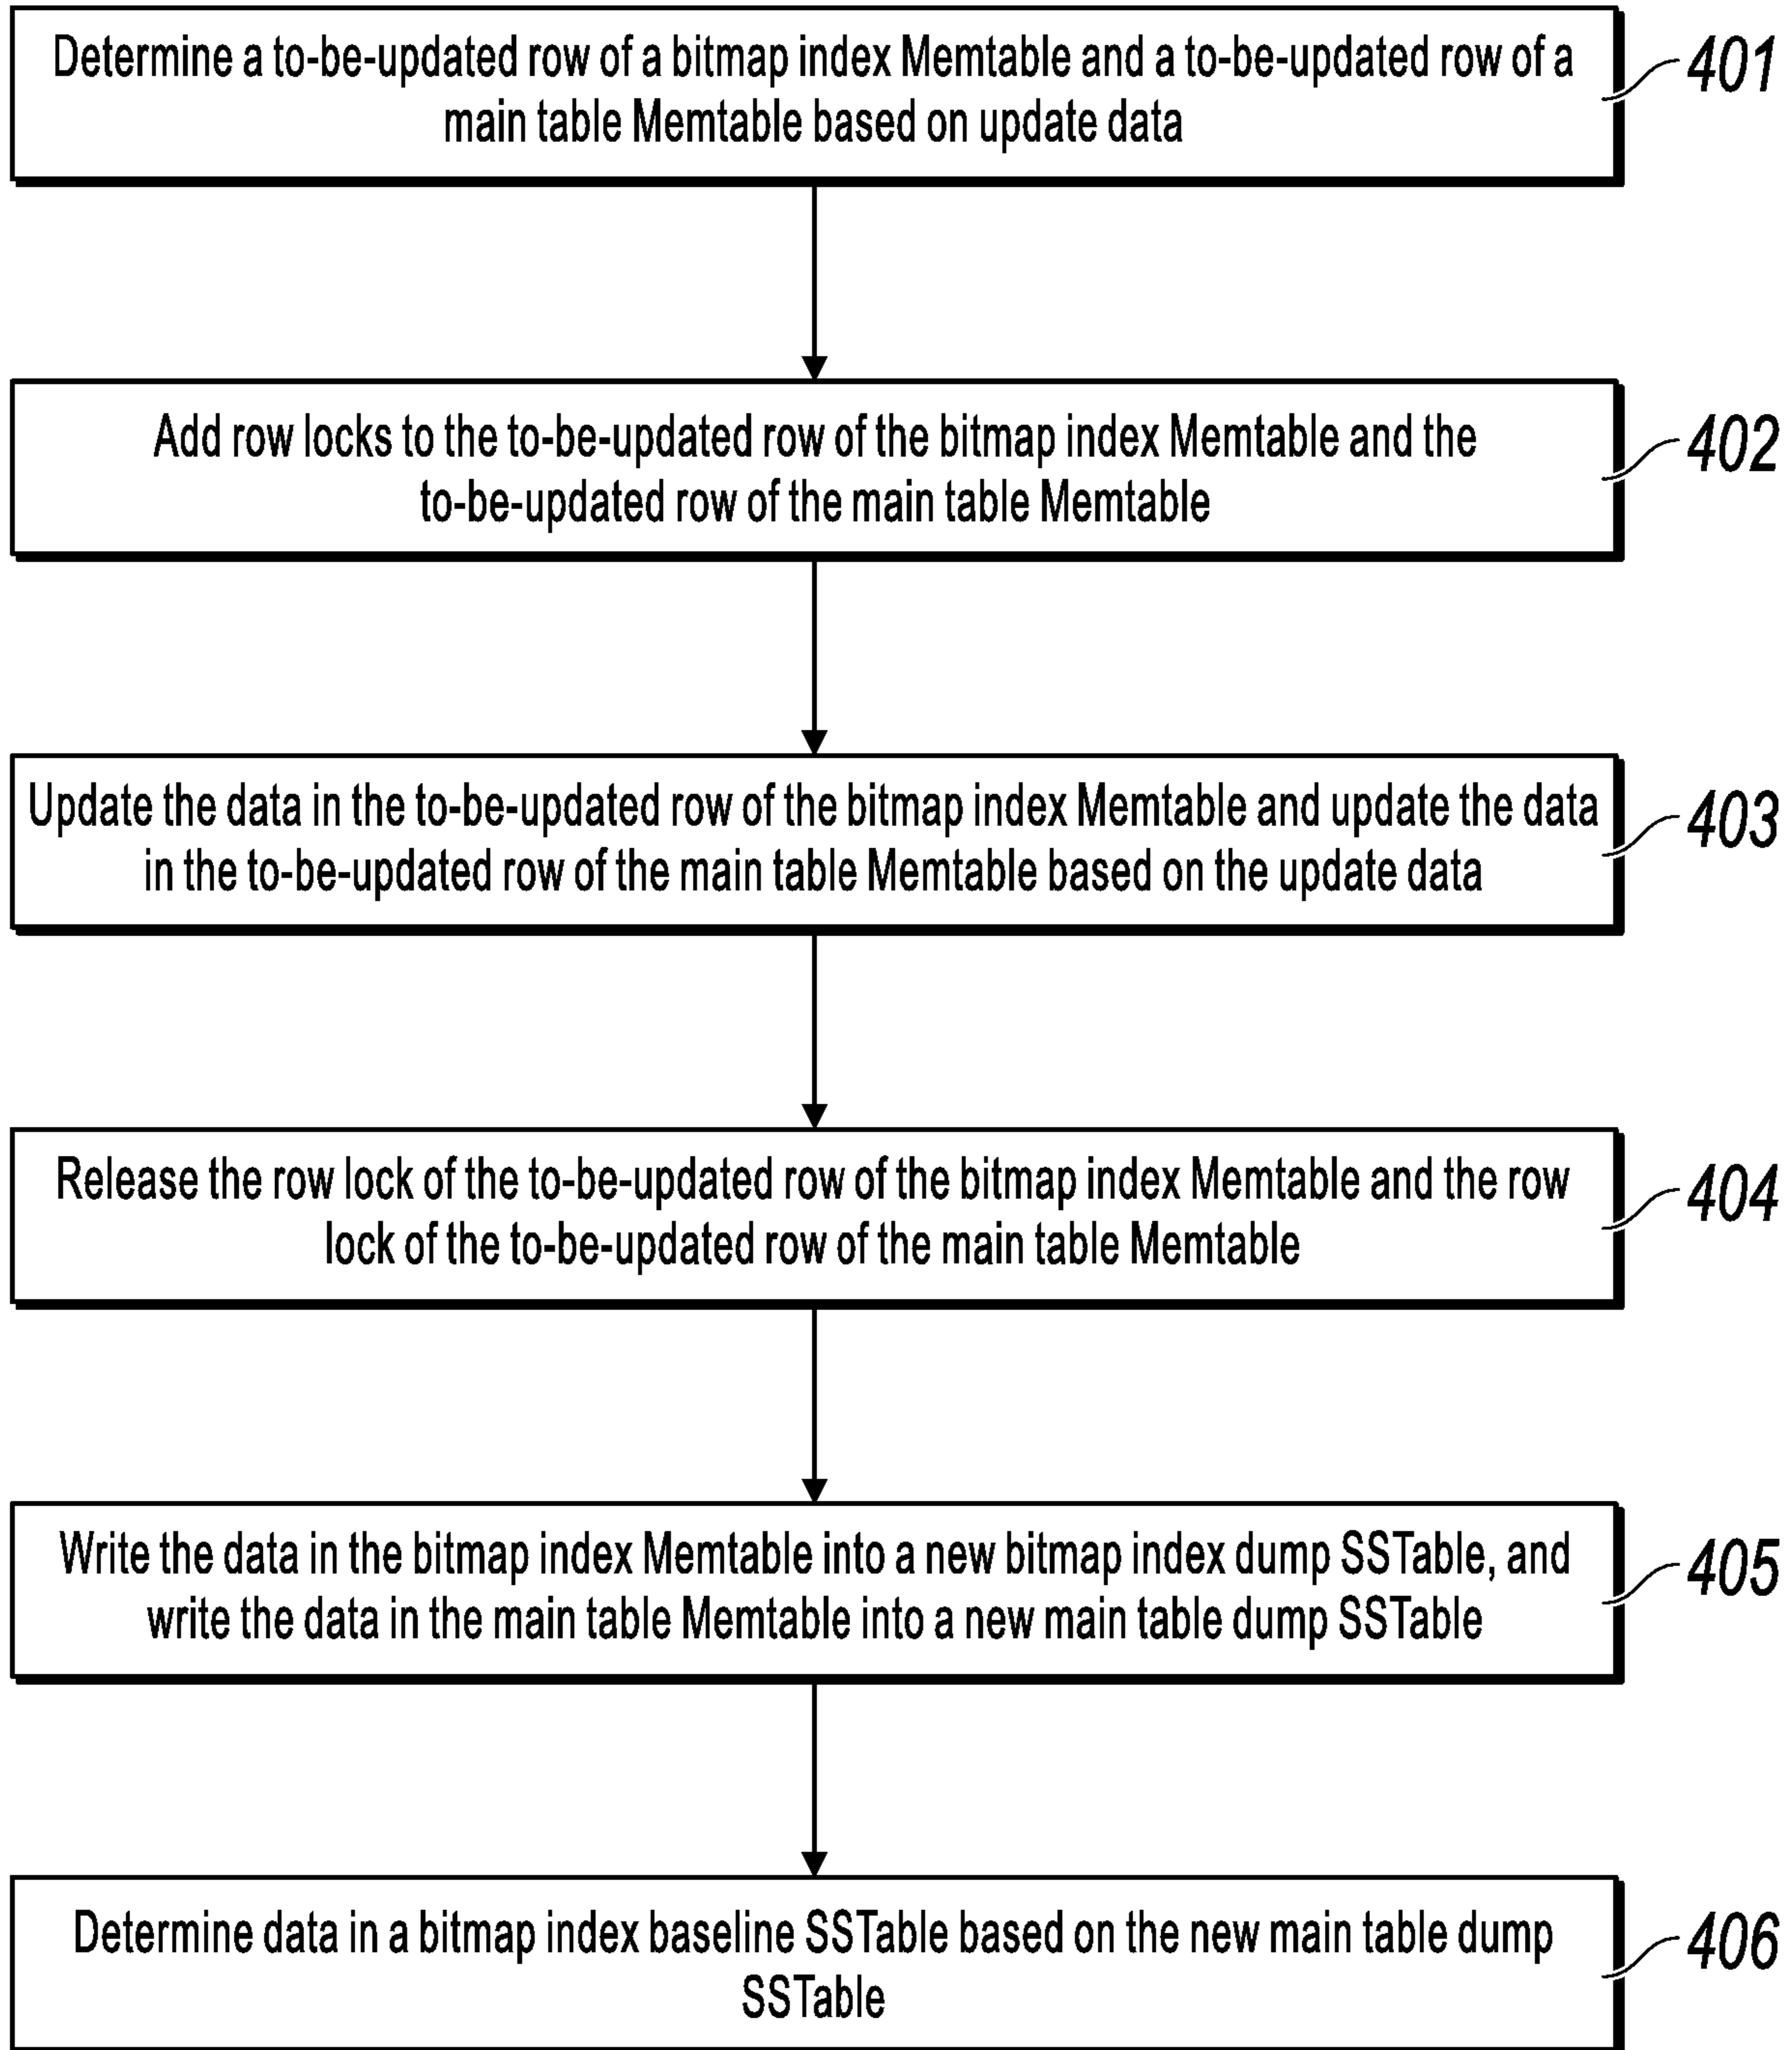 Determine a to-be-updated row of a bitmap index Memtable and a to-be-updated row of a
main table Memtable based on update data
401
Add row locks to the to-be-updated row of the bitmap index Memtable and the
to-be-updated row of the main table Memtable
402
Update the data in the to-be-updated row of the bitmap index Memtable and update the data
in the to-be-updated row of the main table Memtable based on the update data
403
Release the row lock of the to-be-updated row of the bitmap index Memtable and the row
lock of the to-be-updated row of the main table Memtable
404
Write the data in the bitmap index Memtable into a new bitmap index dump SSTable, and
write the data in the main table Memtable into a new main table dump SSTable
405
Determine data in a bitmap index baseline SSTable based on the new main table dump
SSTable
406